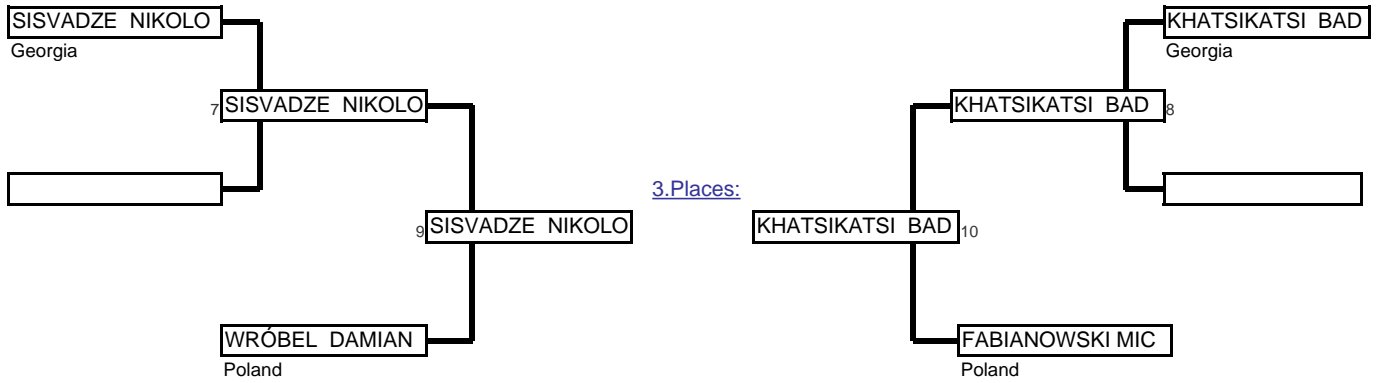 SISVADZE NIKOLO
Georgia
7 SISVADZE NIKOLO
9 SISVADZE NIKOLO
WRÓBEL DAMIAN
Poland
3.Places:
KHATSIKATSI BAD
Georgia
KHATSIKATSI BAD 8
KHATSIKATSI BAD 10
FABIANOWSKI MIC
Poland